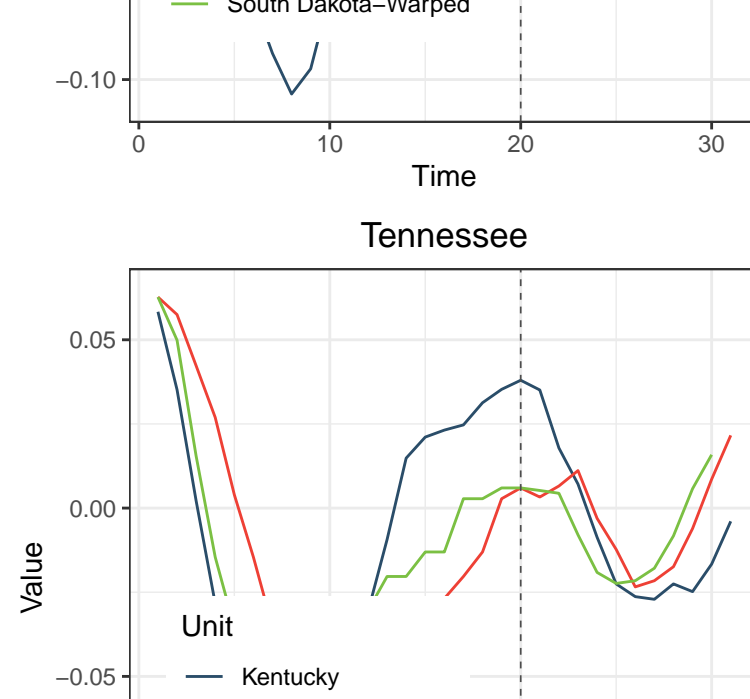 South Dakota−Warped
−0.10
0 10 20 30
Time
Tennessee
0.05
0.00
Value
Unit
Kentucky
−0.05